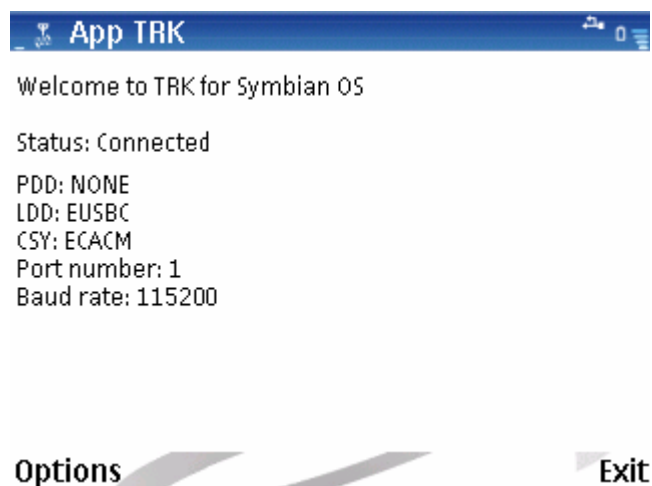 App TRK
Welcome to TRK for Symbian OS
Status: Connected
PDD: NONE
LDD: EUSBC
CSY: ECACM
Port number: 1
Baud rate: 115200
Options Exit